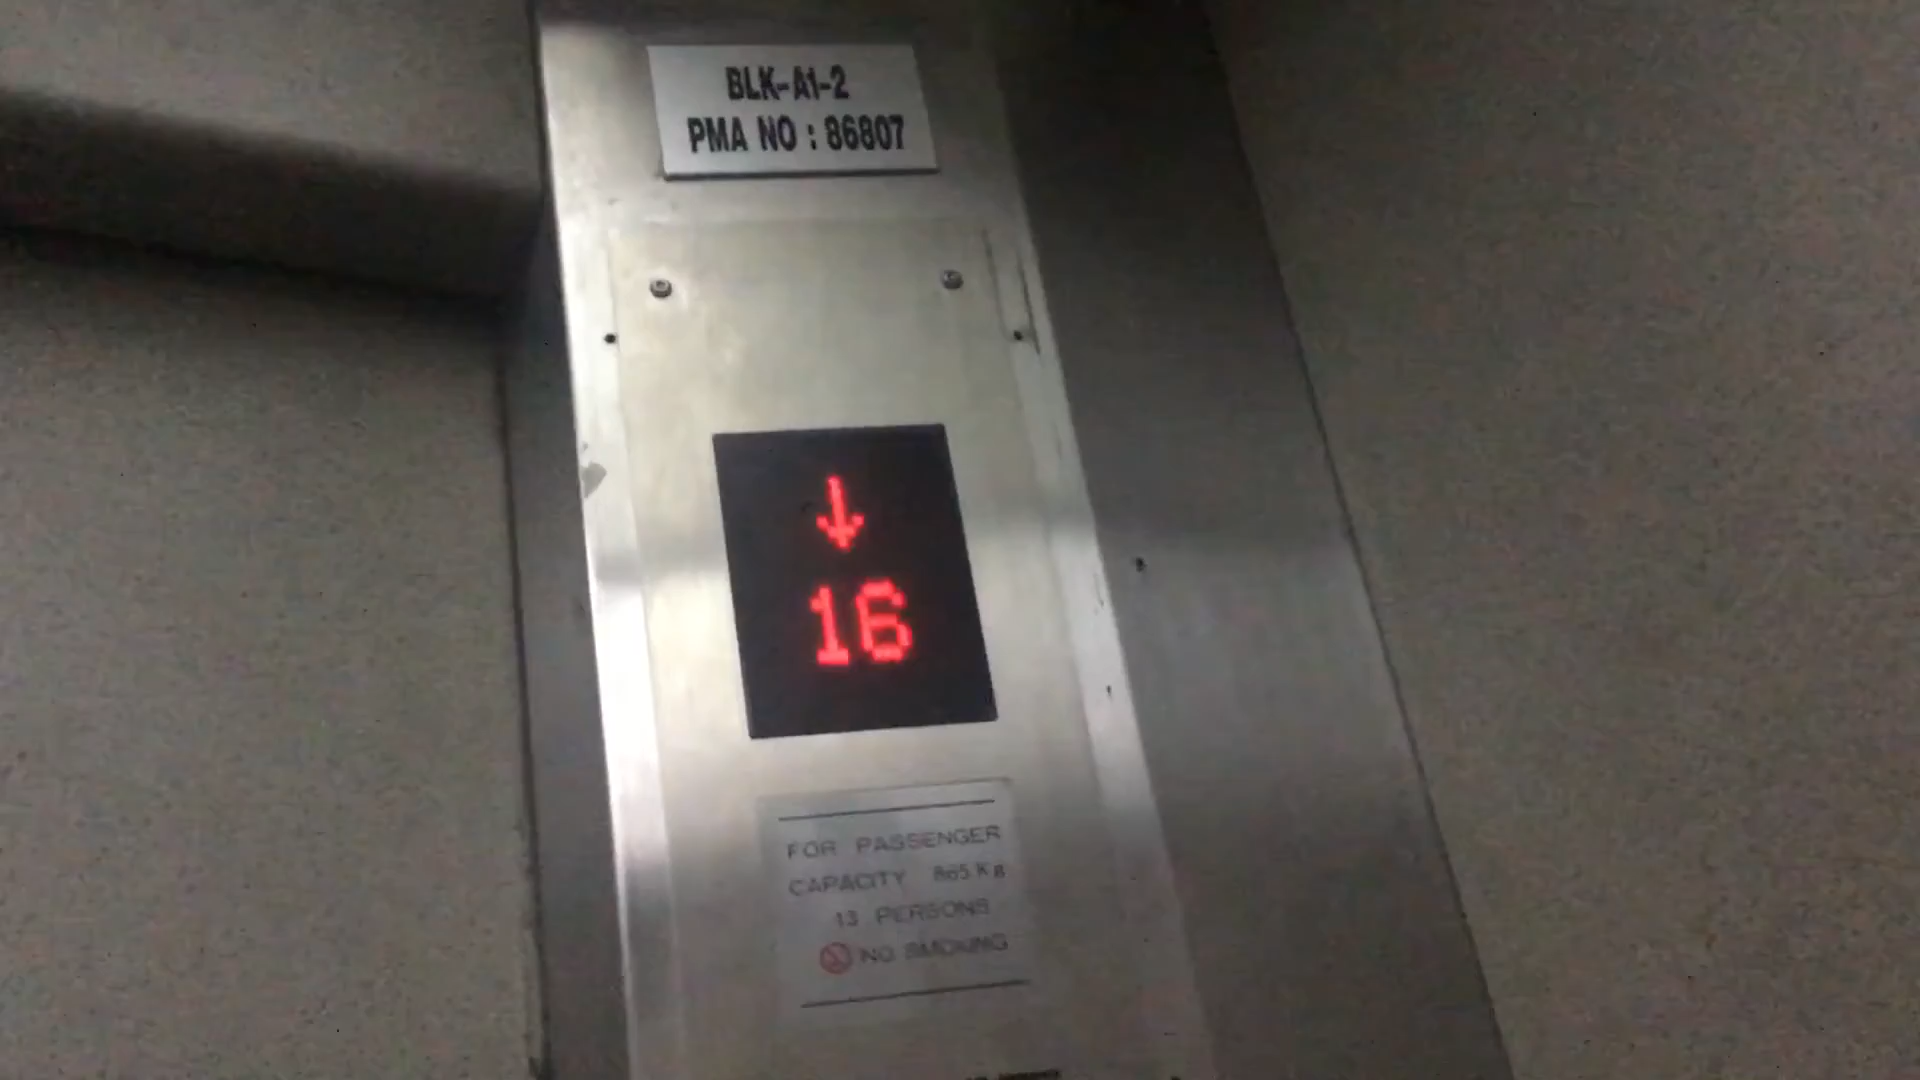 BLK-A1-2
PMA NO : 86807
↓
16
FOR PASSENGER
CAPACITY 865 Kg
13 PERSONS
NO SMOKING